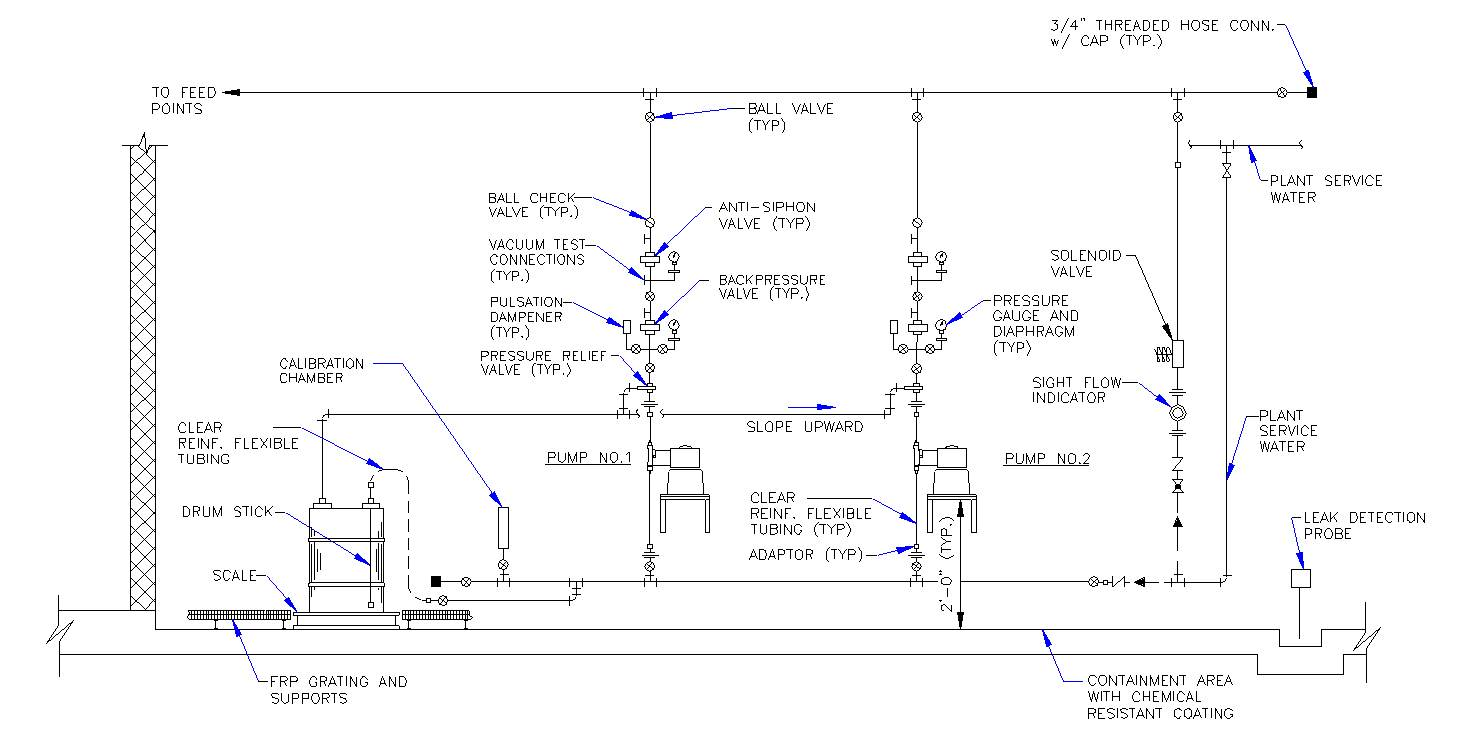 3/4" THREADED HOSE CONN.
w/ CAP (TYP.)
TO FEED
POINTS
BALL VALVE
(TYP)
PLANT SERVICE
WATER
BALL CHECK
VALVE (TYP.)
ANTI-SIPHON
VALVE (TYP)
VACUUM TEST
CONNECTIONS
(TYP.)
SOLENOID
VALVE
BACKPRESSURE
VALVE (TYP.)
PULSATION
DAMPENER
(TYP.)
PRESSURE
GAUGE AND
DIAPHRAGM
(TYP)
PRESSURE RELIEF
VALVE (TYP.)
CALIBRATION
CHAMBER
SIGHT FLOW
INDICATOR
SLOPE UPWARD
PLANT
SERVICE
WATER
CLEAR
REINF. FLEXIBLE
TUBING
PUMP NO.1
PUMP NO.2
CLEAR
REINF. FLEXIBLE
TUBING (TYP)
DRUM STICK
LEAK DETECTION
PROBE
ADAPTOR (TYP)
2'-0" (TYP.)
SCALE
FRP GRATING AND
SUPPORTS
CONTAINMENT AREA
WITH CHEMICAL
RESISTANT COATING